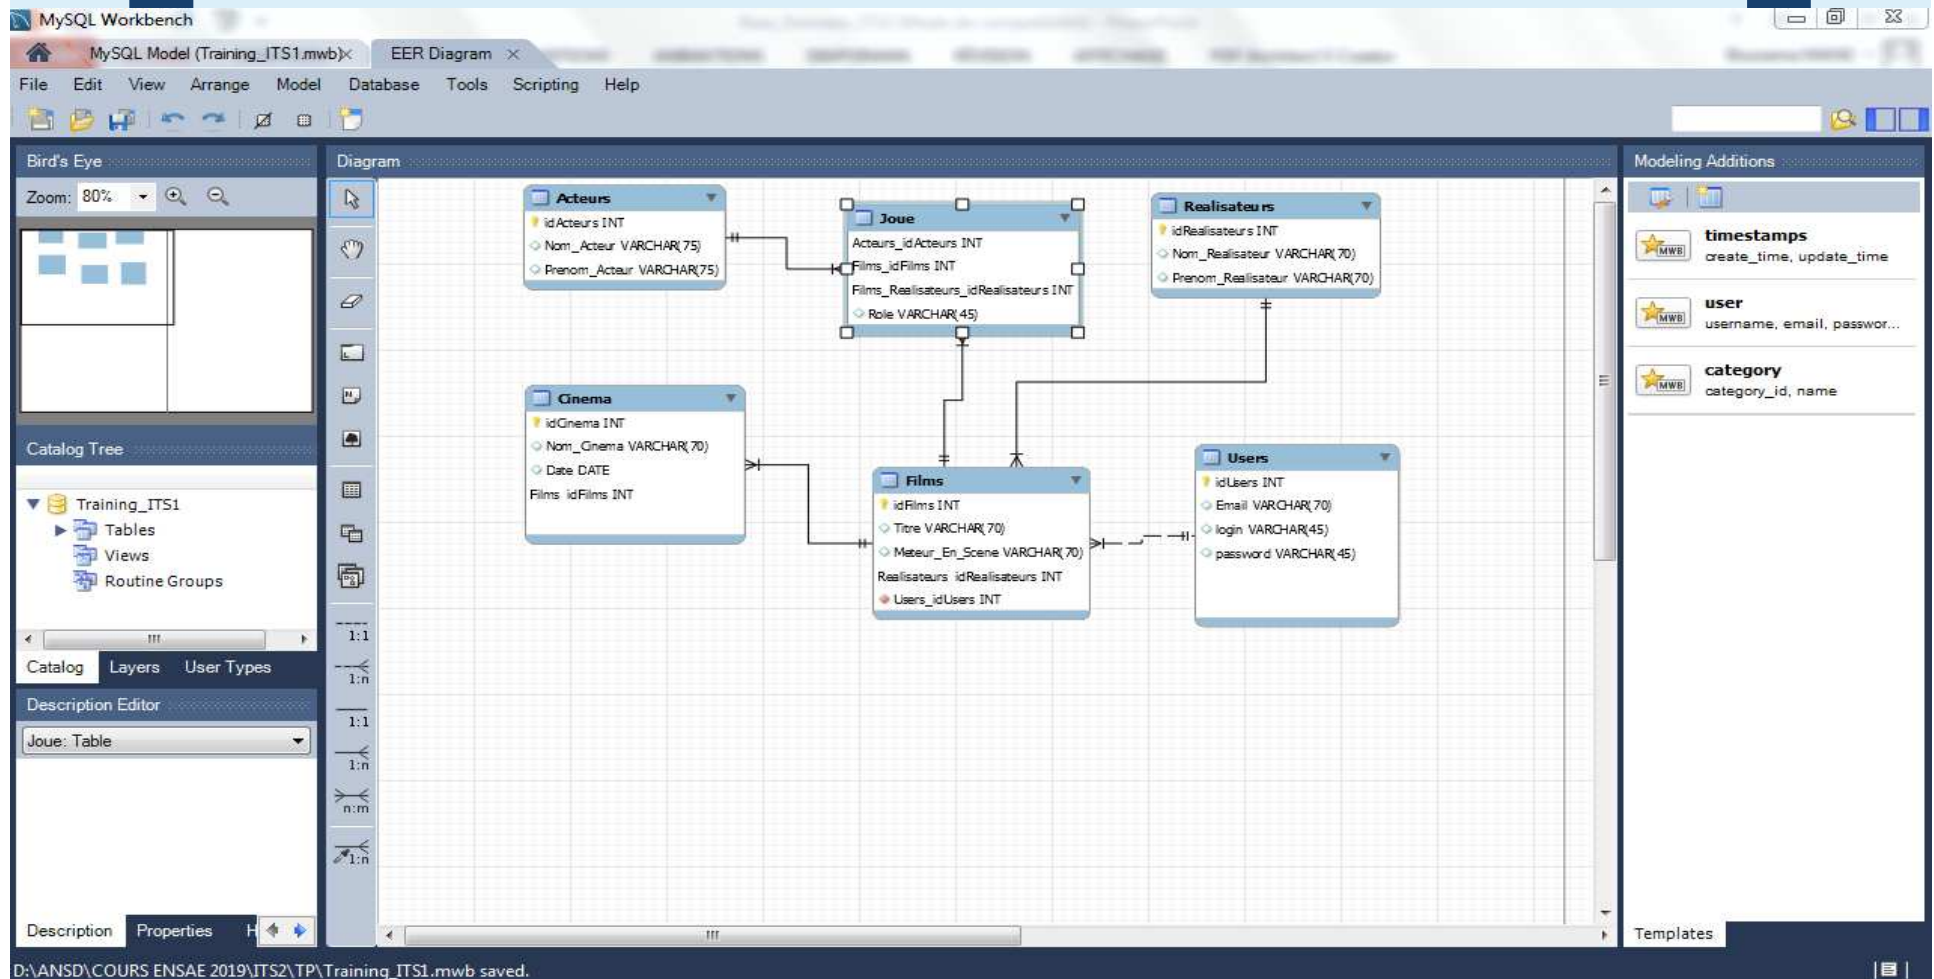 MySQL Workbench
MySQL Model (Training_ITS1.mwb)
EER Diagram
File Edit View Arrange Model Database Tools Scripting Help
Bird's Eye
Zoom: 80%
Catalog Tree
Training_ITS1
Tables
Views
Routine Groups
Catalog Layers User Types
Description Editor
Joue: Table
Description Properties H
Diagram
1:1
1:n
1:1
1:n
n:m
1:n
Acteurs
idActeurs INT
Nom_Acteur VARCHAR(75)
Prenom_Acteur VARCHAR(75)
Joue
Acteurs_idActeurs INT
Films_idFilms INT
Films_Realisateurs_idRealisateurs INT
Role VARCHAR(45)
Realisateurs
idRealisateurs INT
Nom_Realisateur VARCHAR(70)
Prenom_Realisateur VARCHAR(70)
Cinema
idCinema INT
Nom_Cinema VARCHAR(70)
Date DATE
Films_idFilms INT
Films
idFilms INT
Titre VARCHAR(70)
Meteur_En_Scene VARCHAR(70)
Realisateurs_idRealisateurs INT
Users_idUsers INT
Users
idUsers INT
Email VARCHAR(70)
login VARCHAR(45)
password VARCHAR(45)
Modeling Additions
MWB
timestamps
create_time, update_time
MWB
user
username, email, passwor...
MWB
category
category_id, name
Templates
D:\ANSD\COURS ENSAE 2019\ITS2\TP\Training_ITS1.mwb saved.